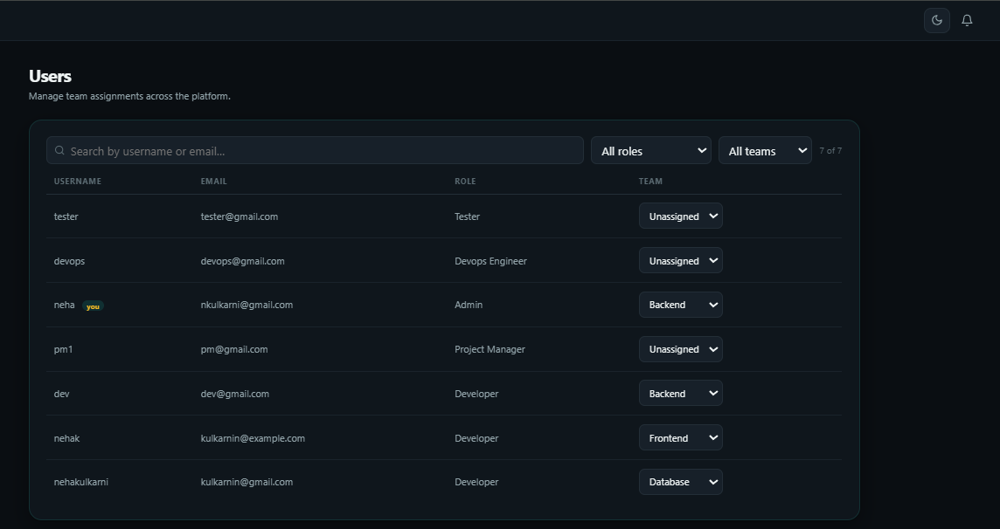 Users
Manage team assignments across the platform.
Search by username or email... All roles All teams 7 of 7
USERNAME EMAIL ROLE TEAM
tester tester@gmail.com Tester Unassigned
devops devops@gmail.com Devops Engineer Unassigned
neha you nkulkarni@gmail.com Admin Backend
pm1 pm@gmail.com Project Manager Unassigned
dev dev@gmail.com Developer Backend
nehak kulkarnin@example.com Developer Frontend
nehakulkarni kulkarnin@gmail.com Developer Database